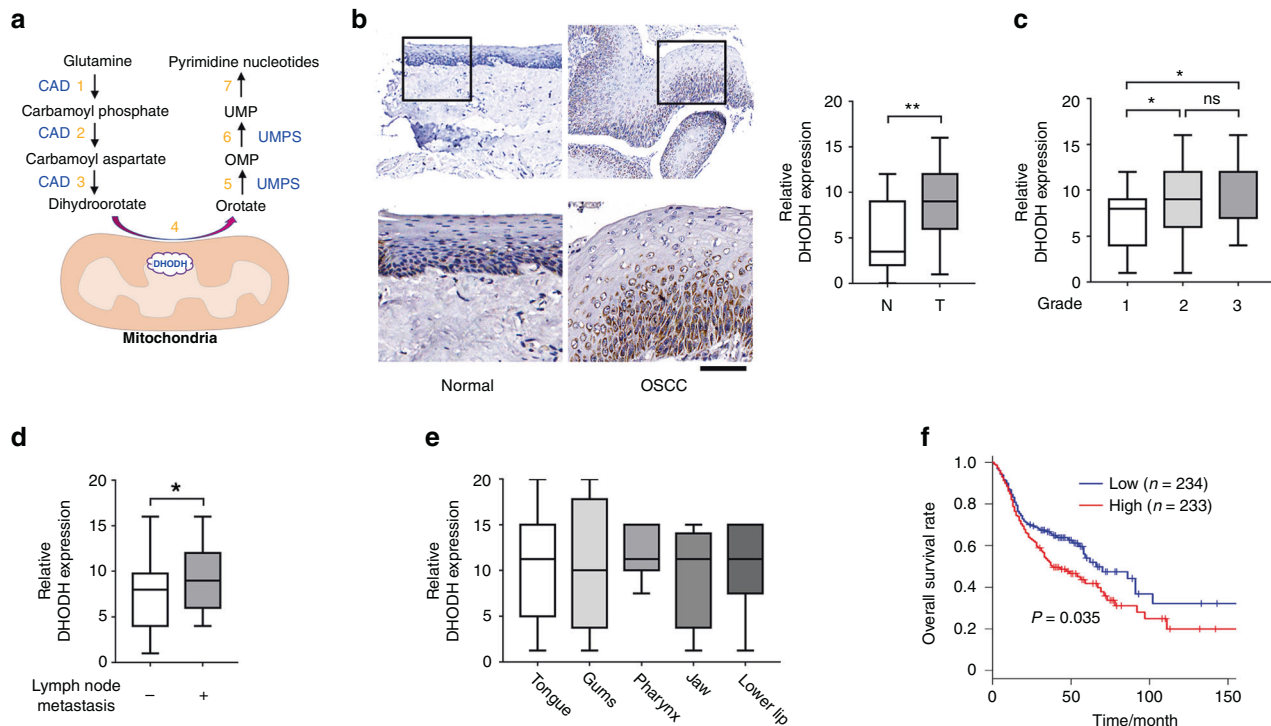 a
Glutamine
CAD 1
Carbamoyl phosphate
CAD 2
Carbamoyl aspartate
CAD 3
Dihydroorotate
4
Pyrimidine nucleotides
7
UMP
6 UMPS
OMP
5 UMPS
Orotate
DHODH
Mitochondria
b
Normal
OSCC
Relative
DHODH expression
20
15
10
5
0
**
N T
c
Relative
DHODH expression
20
15
10
5
0
*
* ns
Grade 1 2 3
d
Relative
DHODH expression
20
15
10
5
0
*
Lymph node
metastasis
– +
e
Relative
DHODH expression
20
15
10
5
0
Tongue
Gums
Pharynx
Jaw
Lower lip
f
Overall survival rate
1.0
0.8
0.6
0.4
0.2
0
Low (n = 234)
High (n = 233)
P = 0.035
0 50 100 150
Time/month